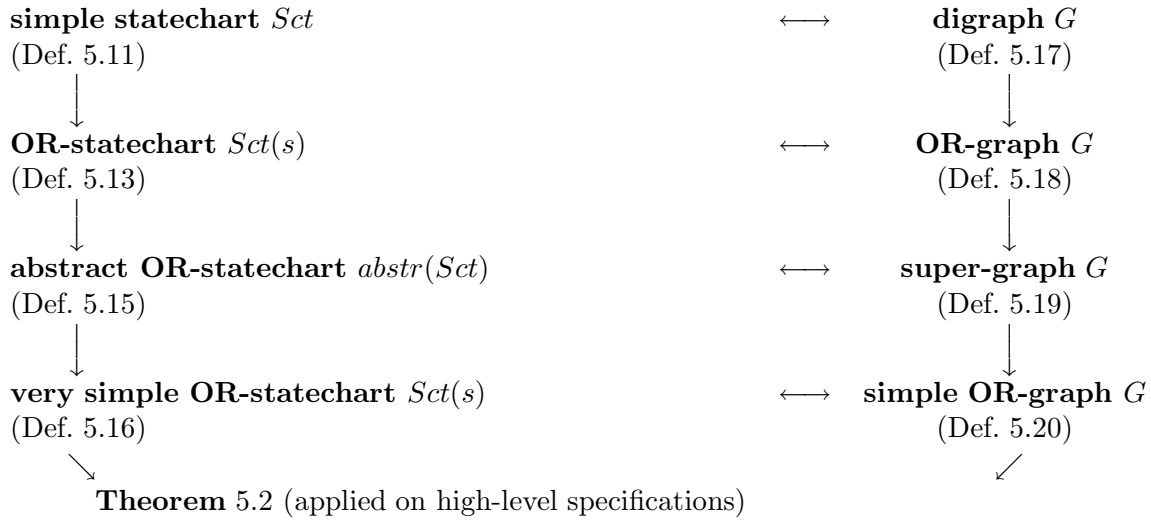 simple statechart Sct ⟷ digraph G
(Def. 5.11) (Def. 5.17)
OR-statechart Sct(s) ⟷ OR-graph G
(Def. 5.13) (Def. 5.18)
abstract OR-statechart abstr(Sct) ⟷ super-graph G
(Def. 5.15) (Def. 5.19)
very simple OR-statechart Sct(s) ⟷ simple OR-graph G
(Def. 5.16) (Def. 5.20)
Theorem 5.2 (applied on high-level specifications)